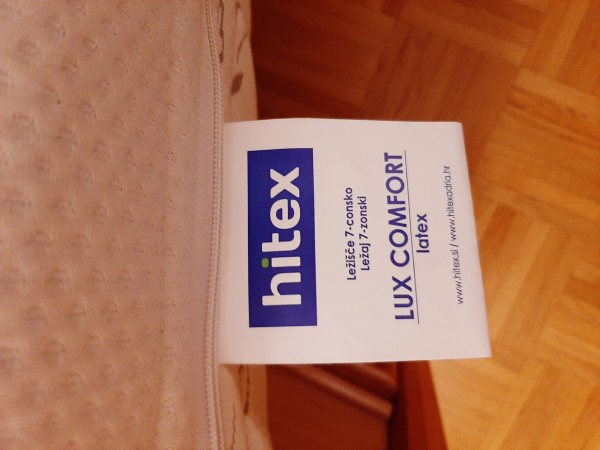 hitex
Ležišče 7-consko
Ležaj 7-zonski
LUX COMFORT
latex
www.hitex.si / www.hitexadria.hr